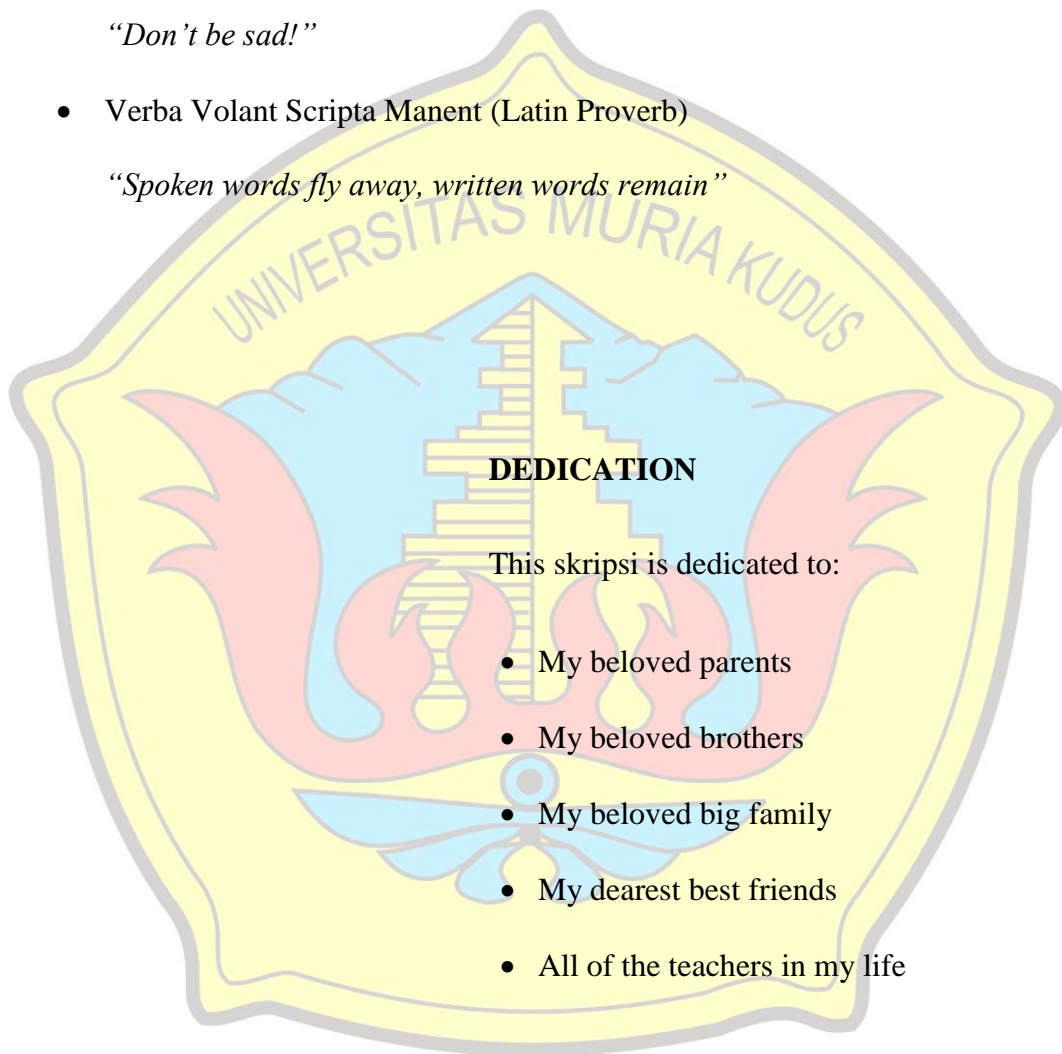 “Don’t be sad!”
• Verba Volant Scripta Manent (Latin Proverb)
“Spoken words fly away, written words remain”
UNIVERSITAS MURIA KUDUS
DEDICATION
This skripsi is dedicated to:
• My beloved parents
• My beloved brothers
• My beloved big family
• My dearest best friends
• All of the teachers in my life